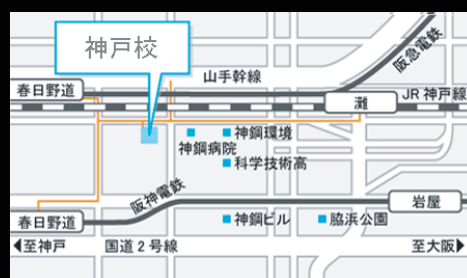 神戸校
阪急電鉄
山手幹線
春日野道
JR神戸線
灘
神鋼環境
神鋼病院
科学技術高
阪神電鉄
岩屋
春日野道
神鋼ビル
脇浜公園
至神戸
国道2号線
至大阪